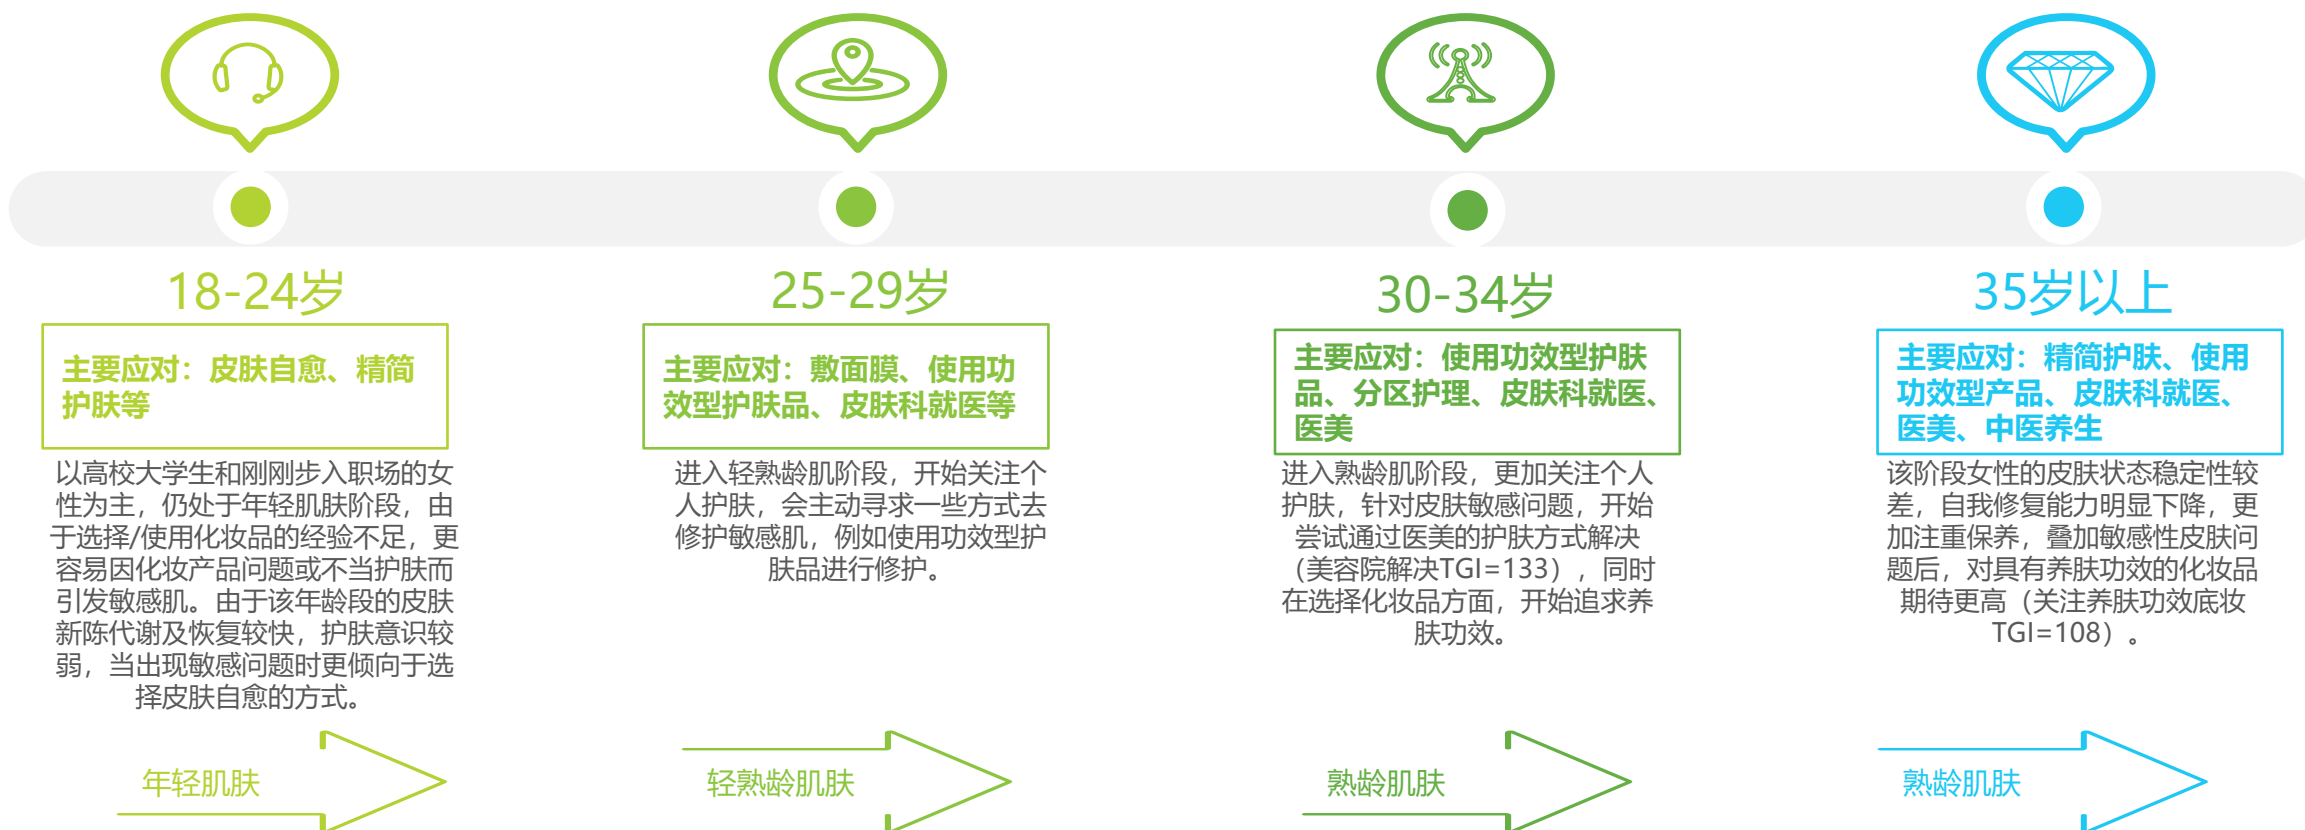 18-24岁
主要应对：皮肤自愈、精简
护肤等
以高校大学生和刚刚步入职场的女
性为主，仍处于年轻肌肤阶段，由
于选择/使用化妆品的经验不足，更
容易因化妆产品问题或不当护肤而
引发敏感肌。由于该年龄段的皮肤
新陈代谢及恢复较快，护肤意识较
弱，当出现敏感问题时更倾向于选
择皮肤自愈的方式。
年轻肌肤
25-29岁
主要应对：敷面膜、使用功
效型护肤品、皮肤科就医等
进入轻熟龄肌阶段，开始关注个
人护肤，会主动寻求一些方式去
修护敏感肌，例如使用功效型护
肤品进行修护。
轻熟龄肌肤
30-34岁
主要应对：使用功效型护肤
品、分区护理、皮肤科就医、
医美
进入熟龄肌阶段，更加关注个人
护肤，针对皮肤敏感问题，开始
尝试通过医美的护肤方式解决
（美容院解决TGI=133），同时
在选择化妆品方面，开始追求养
肤功效。
熟龄肌肤
35岁以上
主要应对：精简护肤、使用
功效型产品、皮肤科就医、
医美、中医养生
该阶段女性的皮肤状态稳定性较
差，自我修复能力明显下降，更
加注重保养，叠加敏感性皮肤问
题后，对具有养肤功效的化妆品
期待更高（关注养肤功效底妆
TGI=108）。
熟龄肌肤